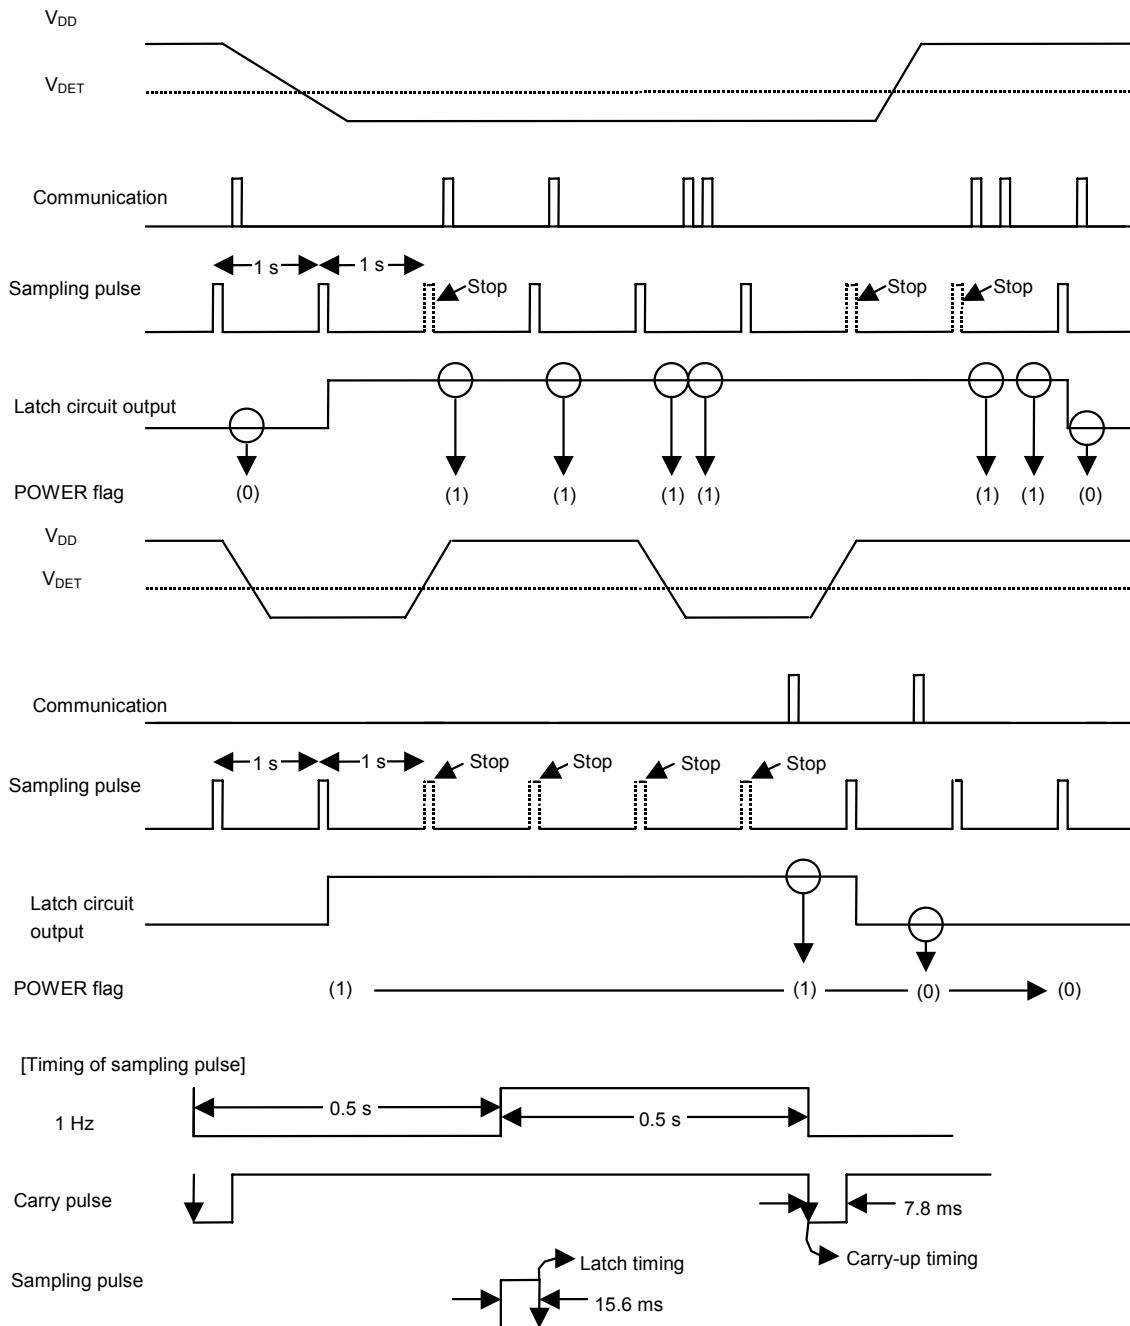 VDD
VDET
Communication
1 s 1 s
Sampling pulse Stop Stop Stop
Latch circuit output
POWER flag (0) (1) (1) (1) (1) (1) (1) (0)
VDD
VDET
Communication
1 s 1 s Stop Stop Stop Stop
Sampling pulse
Latch circuit
output
POWER flag (1) (1) (0) (0)
[Timing of sampling pulse]
1 Hz 0.5 s 0.5 s
Carry pulse 7.8 ms
Latch timing Carry-up timing
Sampling pulse
15.6 ms